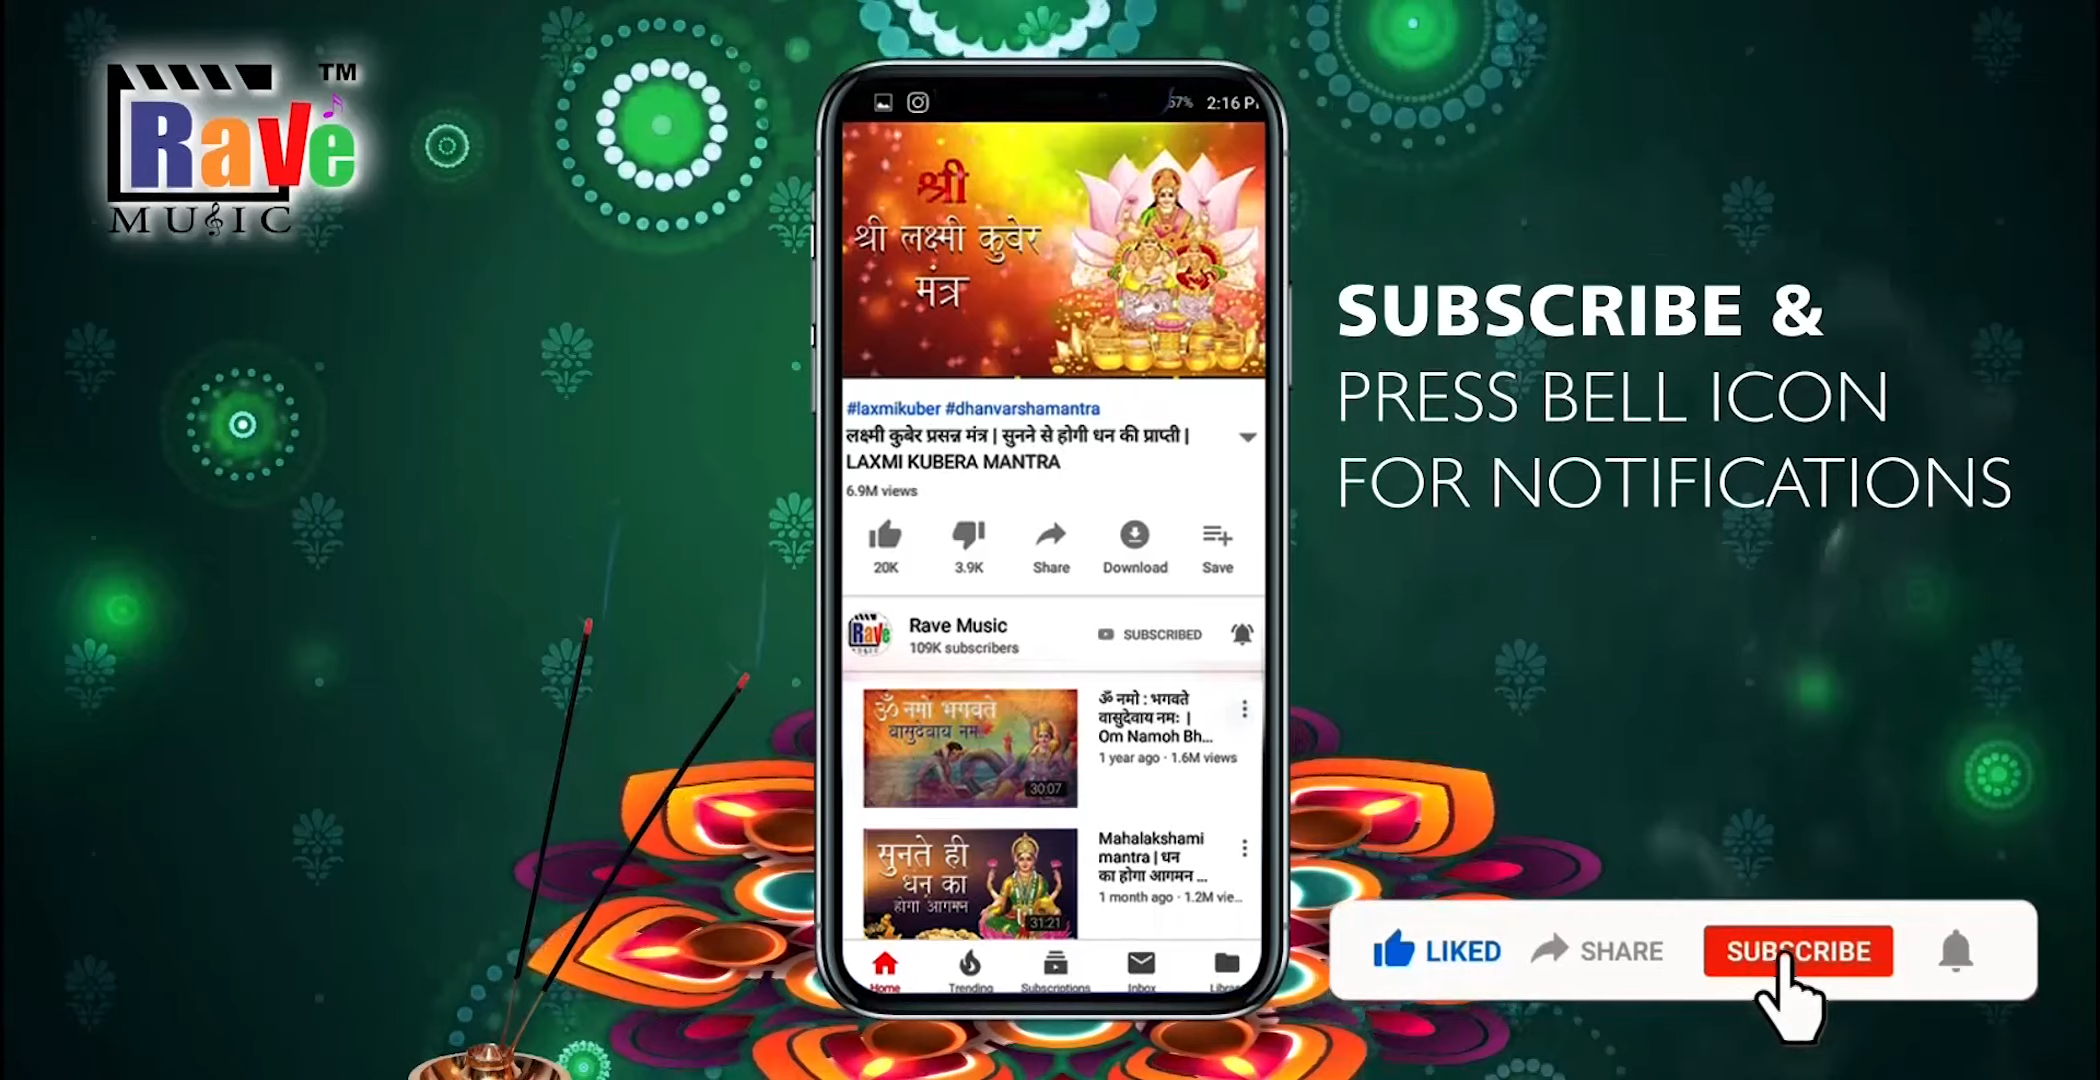 TM
Rave
MUSIC
57% 2:16
श्री
श्री लक्ष्मी कुबेर
मंत्र
#laxmikuber #dhanvarshamantra
लक्ष्मी कुबेर प्रसन्न मंत्र | सुनने से होगी धन की प्राप्ती |
LAXMI KUBERA MANTRA
6.9M views
20K 3.9K Share Download Save
Rave
Rave Music
109K subscribers
SUBSCRIBED
ॐ नमो भगवते
वासुदेवाय नमः
30:07
ॐ नमो : भगवते
वासुदेवाय नमः |
Om Namoh Bh...
1 year ago · 1.6M views
सुनते ही
धन का
होगा आगमन
31:21
Mahalakshami
mantra | धन
का होगा आगमन ...
1 month ago · 1.2M vie...
Home Trending Subscriptions Inbox
SUBSCRIBE &
PRESS BELL ICON
FOR NOTIFICATIONS
LIKED SHARE SUBSCRIBE